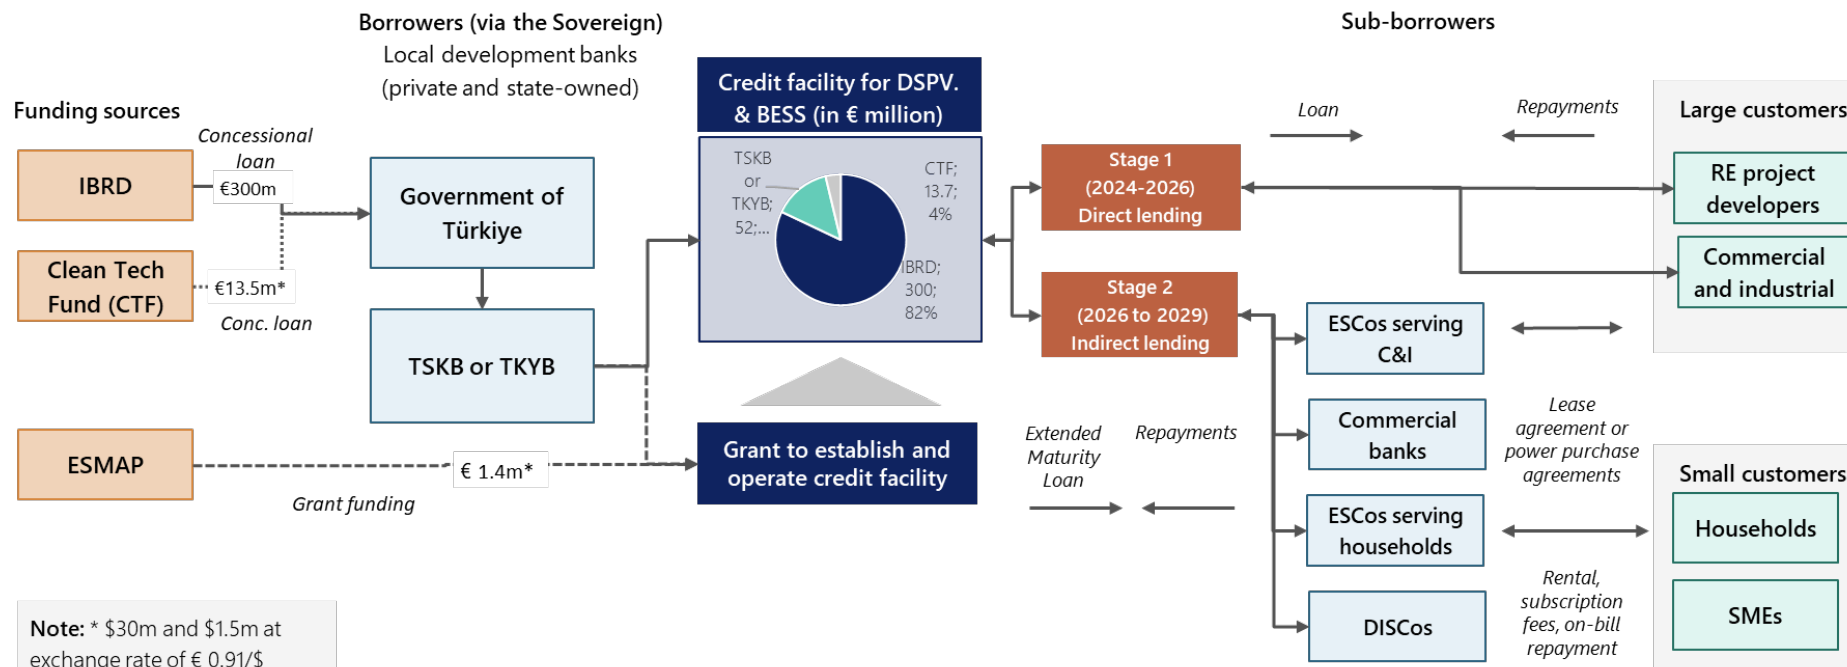 Borrowers (via the Sovereign)
Local development banks
(private and state-owned)
Sub-borrowers
Funding sources
Concessional
loan
IBRD
€300m
Clean Tech
Fund (CTF)
€13.5m*
Conc. loan
ESMAP
€ 1.4m*
Grant funding
Government of
Türkiye
TSKB or TKYB
Credit facility for DSPV.
& BESS (in € million)
TSKB
or
TKYB;
52;...
CTF;
13.7;
4%
IBRD;
300;
82%
Grant to establish and
operate credit facility
Stage 1
(2024-2026)
Direct lending
Stage 2
(2026 to 2029)
Indirect lending
Loan
Repayments
Extended
Maturity
Loan
Repayments
ESCos serving
C&I
Commercial
banks
ESCos serving
households
DISCos
Lease
agreement or
power purchase
agreements
Rental,
subscription
fees, on-bill
repayment
Large customers
RE project
developers
Commercial
and industrial
Small customers
Households
SMEs
Note: * $30m and $1.5m at
exchange rate of € 0.91/$